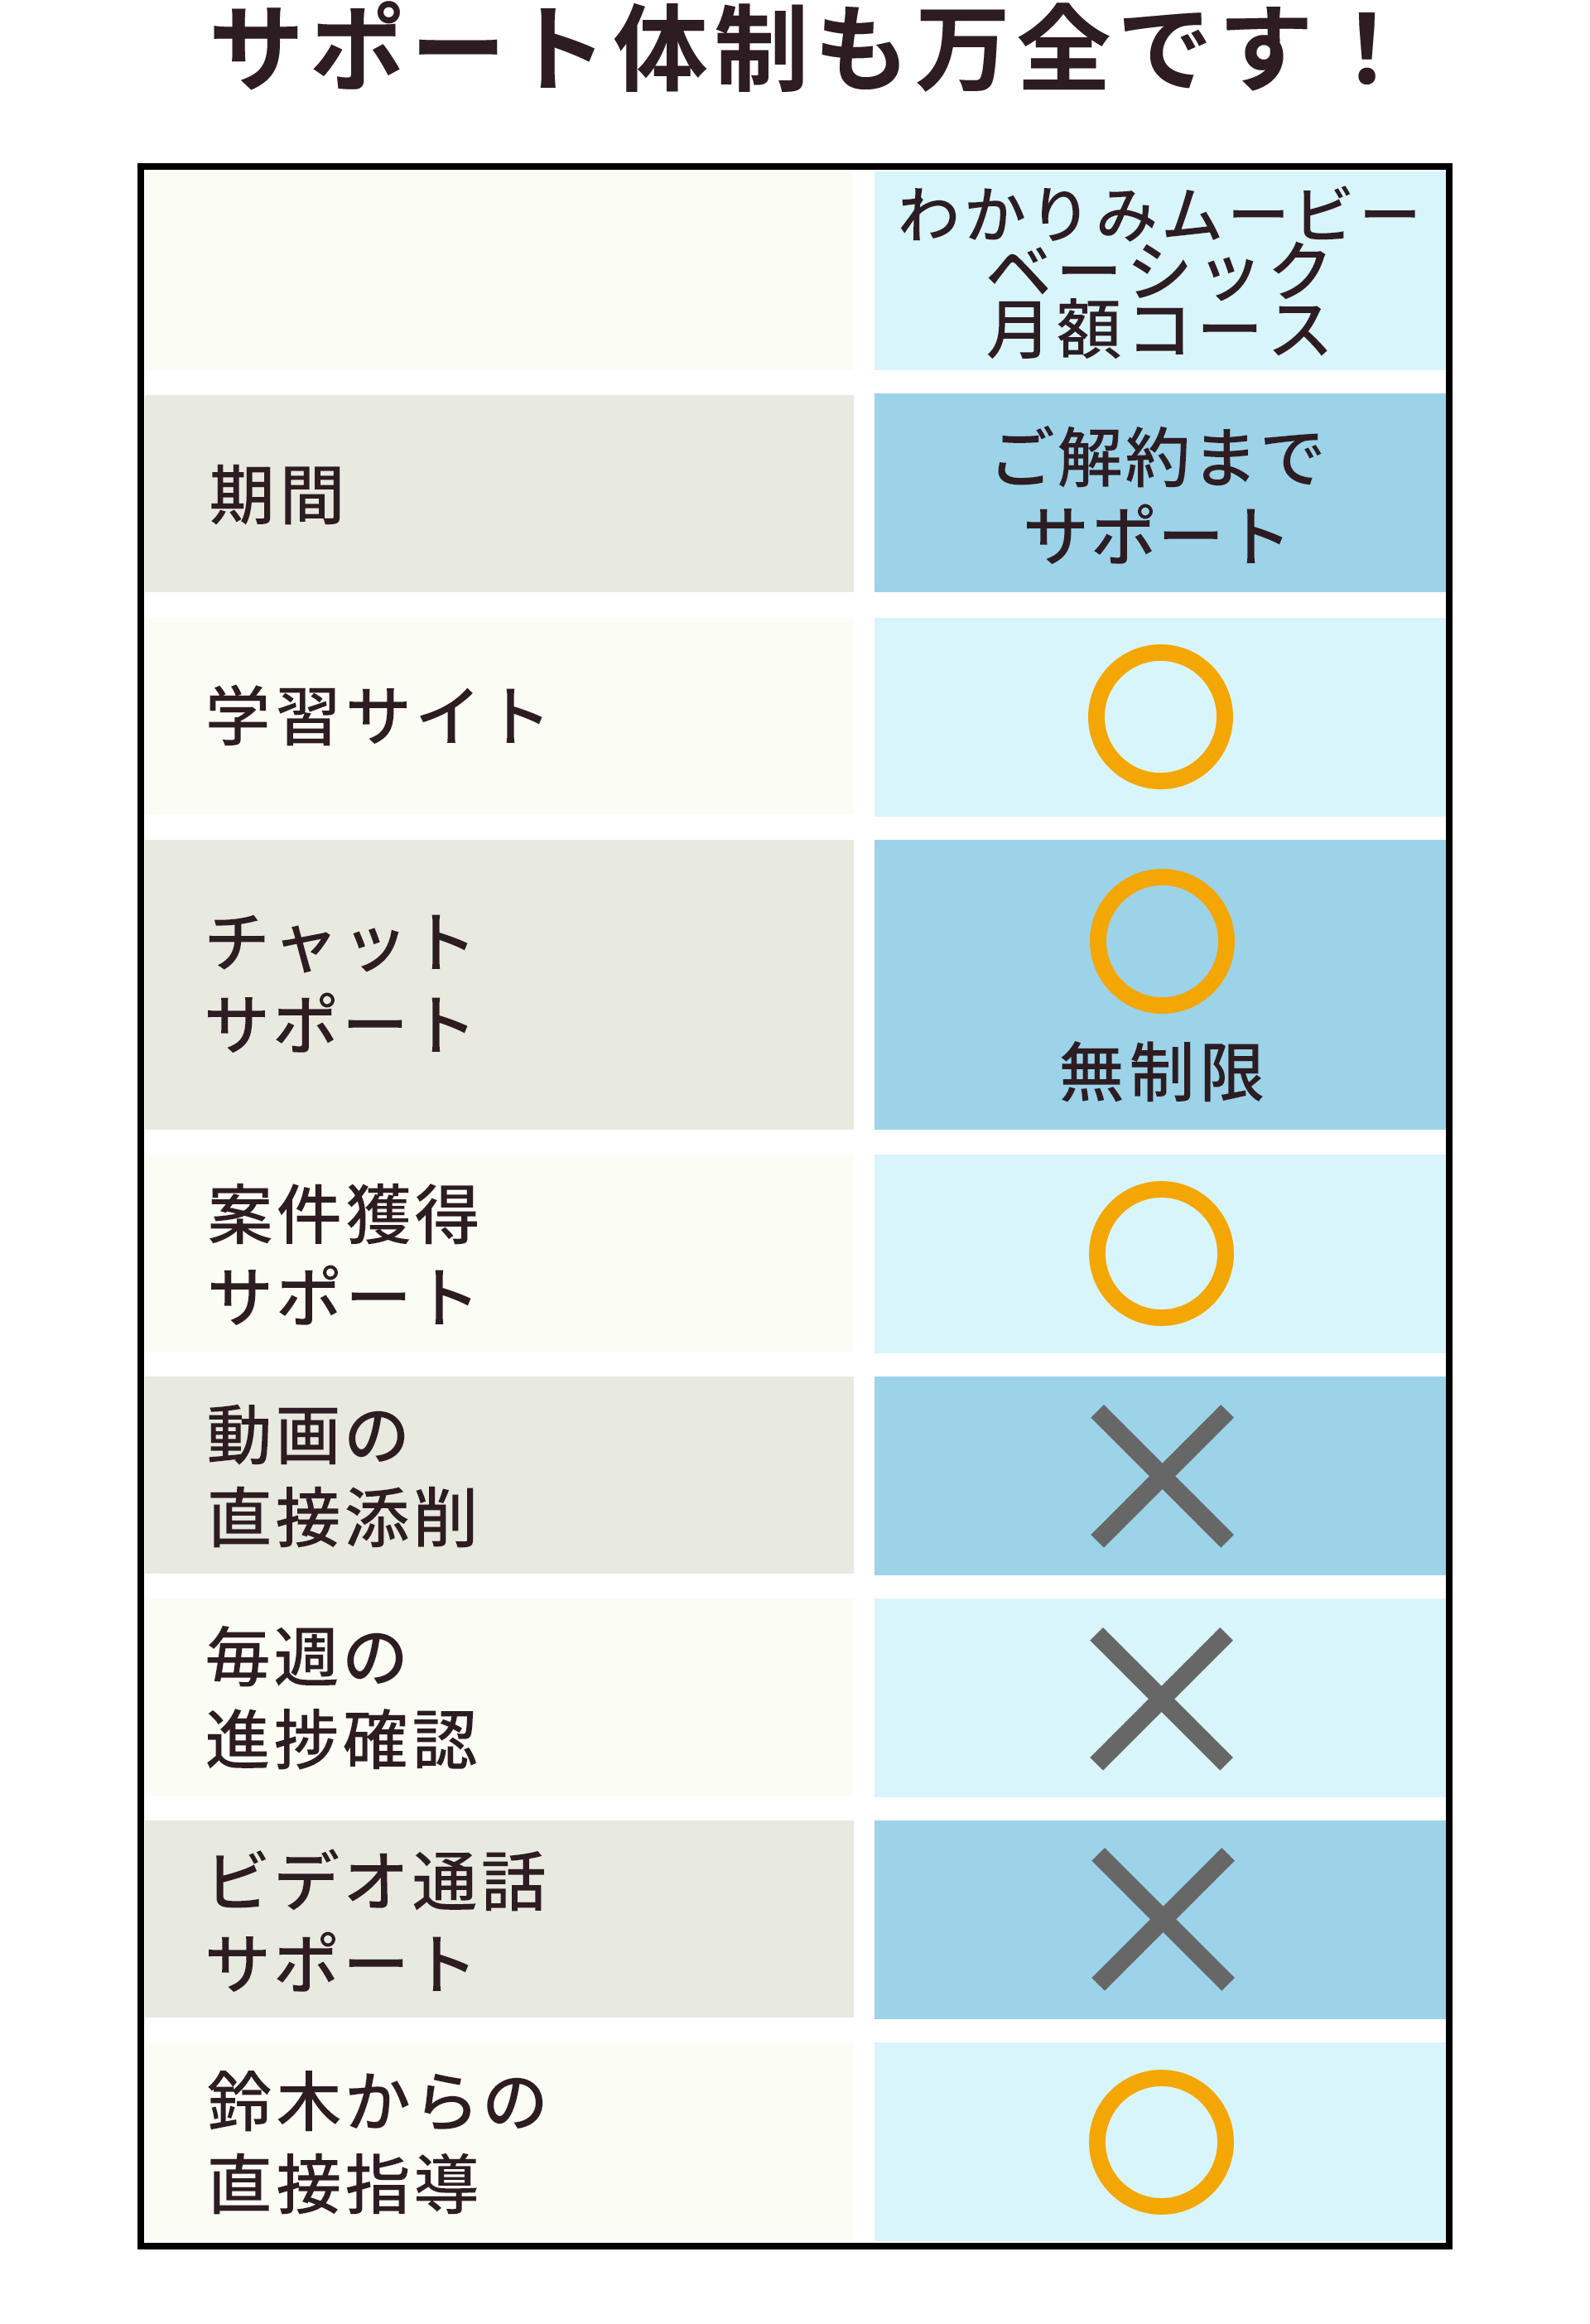 サポート体制も万全です！
わかりみムービー
ベーシック
月額コース
期間
ご解約まで
サポート
学習サイト
チャット
サポート
無制限
案件獲得
サポート
動画の
直接添削
毎週の
進捗確認
ビデオ通話
サポート
鈴木からの
直接指導